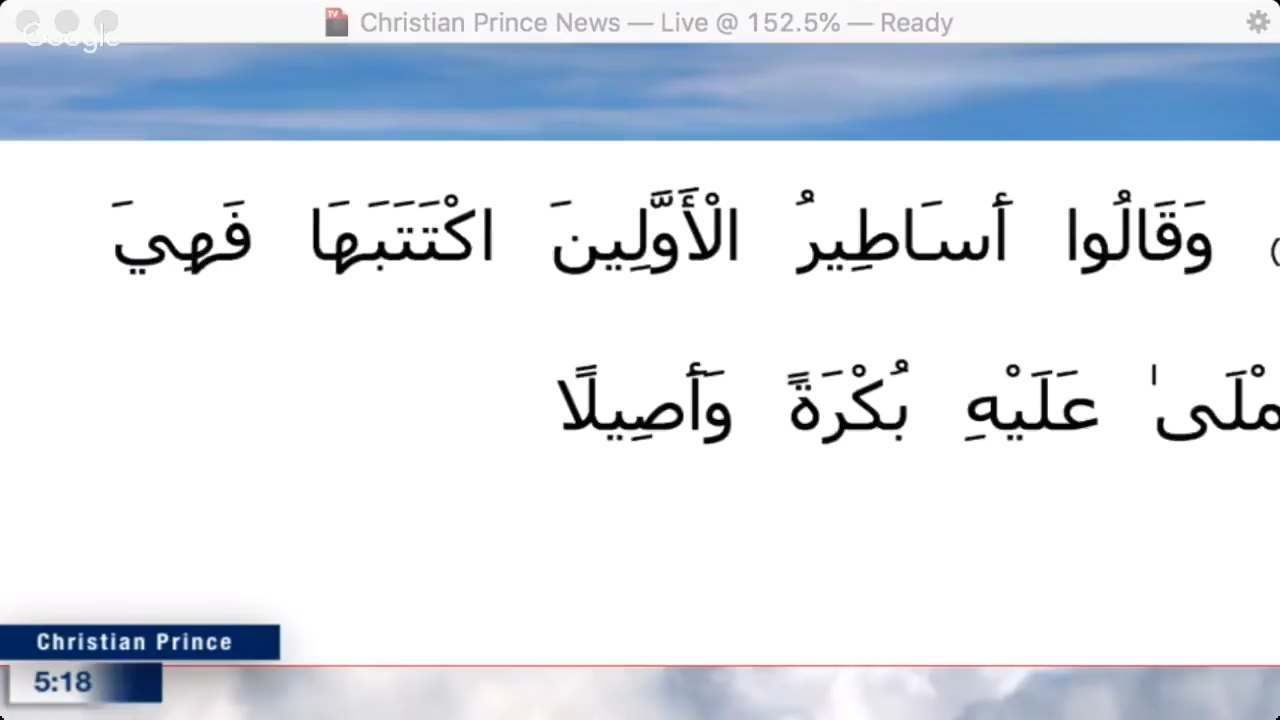 Google
Christian Prince News — Live @ 152.5% — Ready
وَقَالُوا أَسَاطِيرُ الْأَوَّلِينَ اكْتَتَبَهَا فَهِيَ
عَلَيْهِ بُكْرَةً وَأَصِيلًا
Christian Prince
5:18